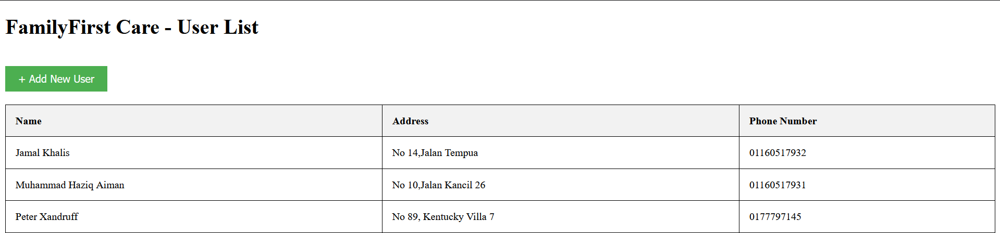 FamilyFirst Care - User List
+ Add New User
Name Address Phone Number
Jamal Khalis No 14,Jalan Tempua 01160517932
Muhammad Haziq Aiman No 10,Jalan Kancil 26 01160517931
Peter Xandruff No 89, Kentucky Villa 7 0177797145